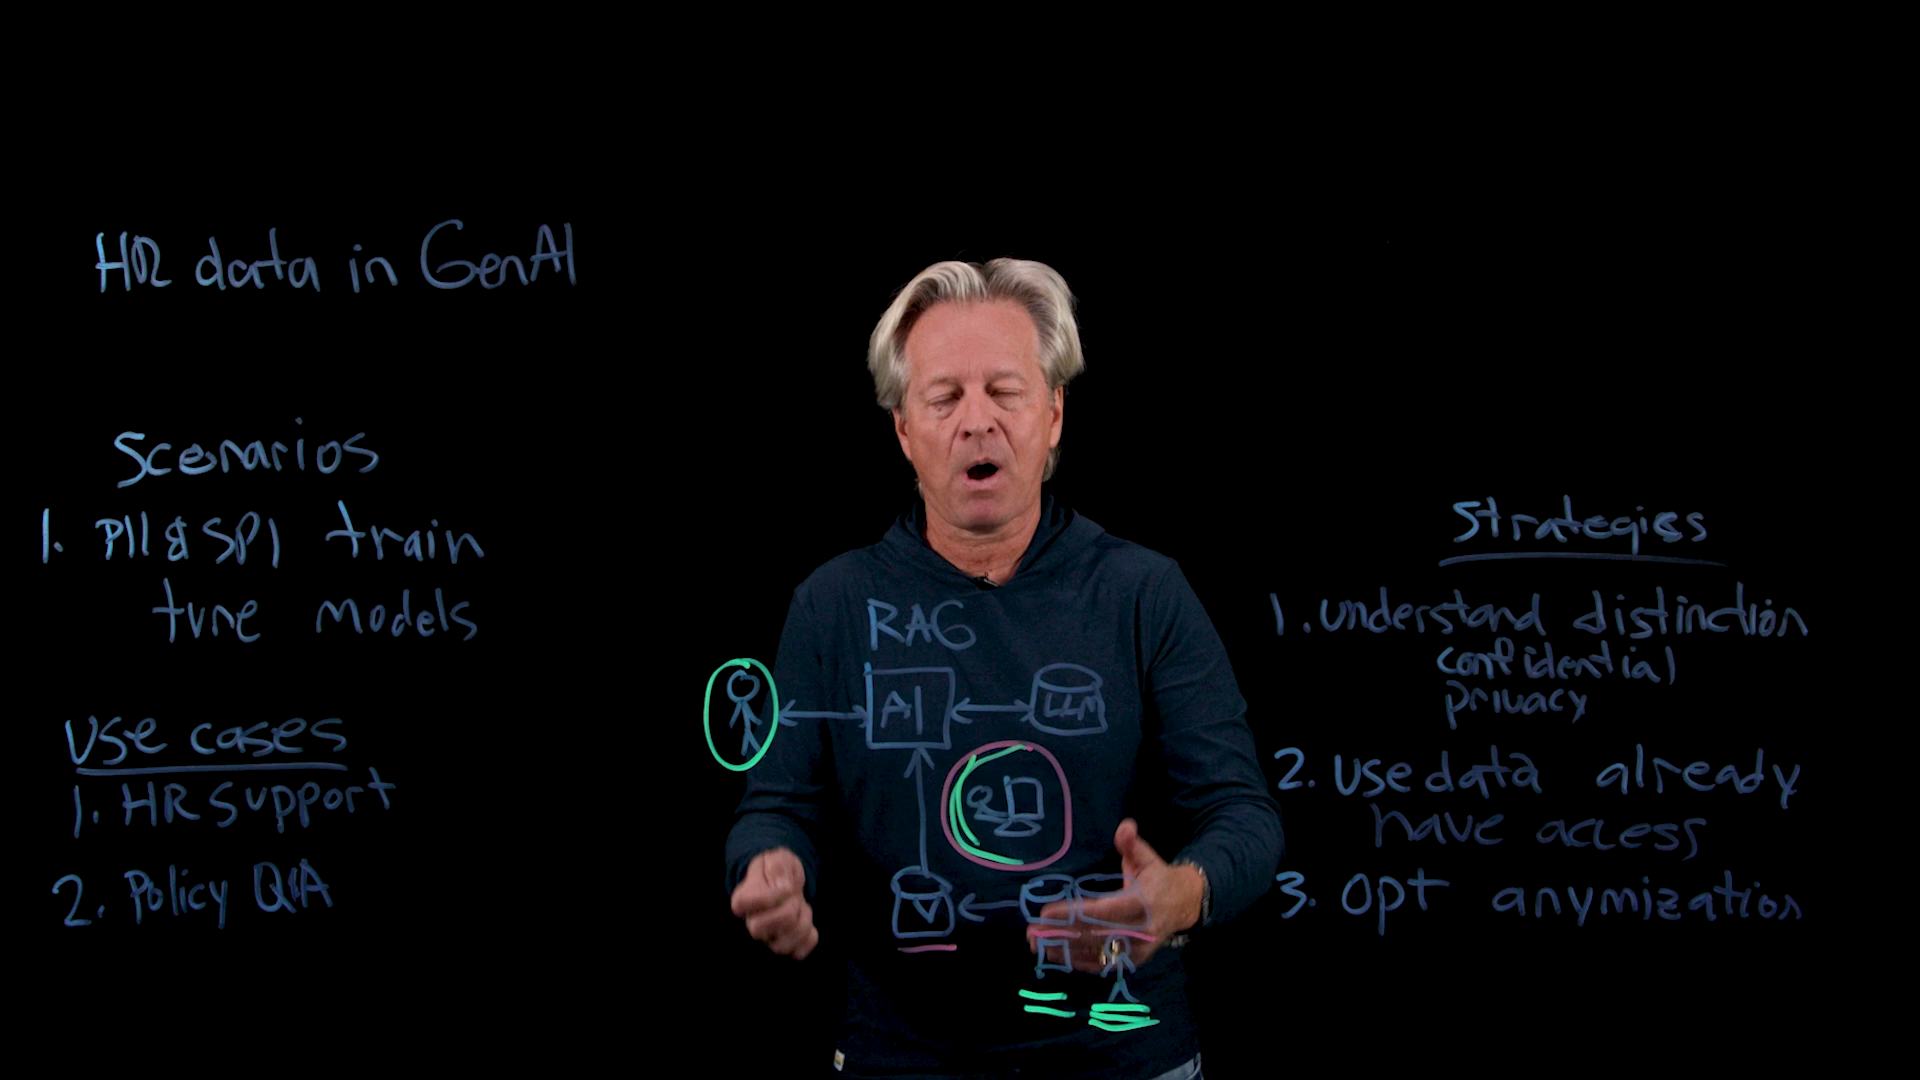 HR data in GenAI
Scenarios
1. PII & SPI train
tune models
Use cases
1. HR Support
2. Policy Q&A
RAG
AI
LLM
V
Strategies
1. understand distinction
confidential
privacy
2. use data already
have access
3. opt anymization